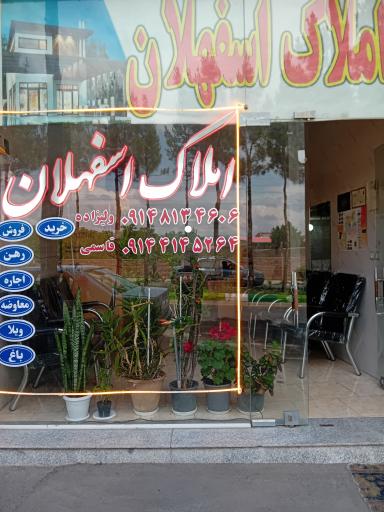 املاک اسفهلان
املاک اسفهلان
۰۹۱۴۸۱۳۴۶۰۶ ولیزاده
۰۹۱۴۴۱۴۵۲۶۴ قاسمی
خرید
فروش
رهن
اجاره
معاوضه
ویلا
باغ